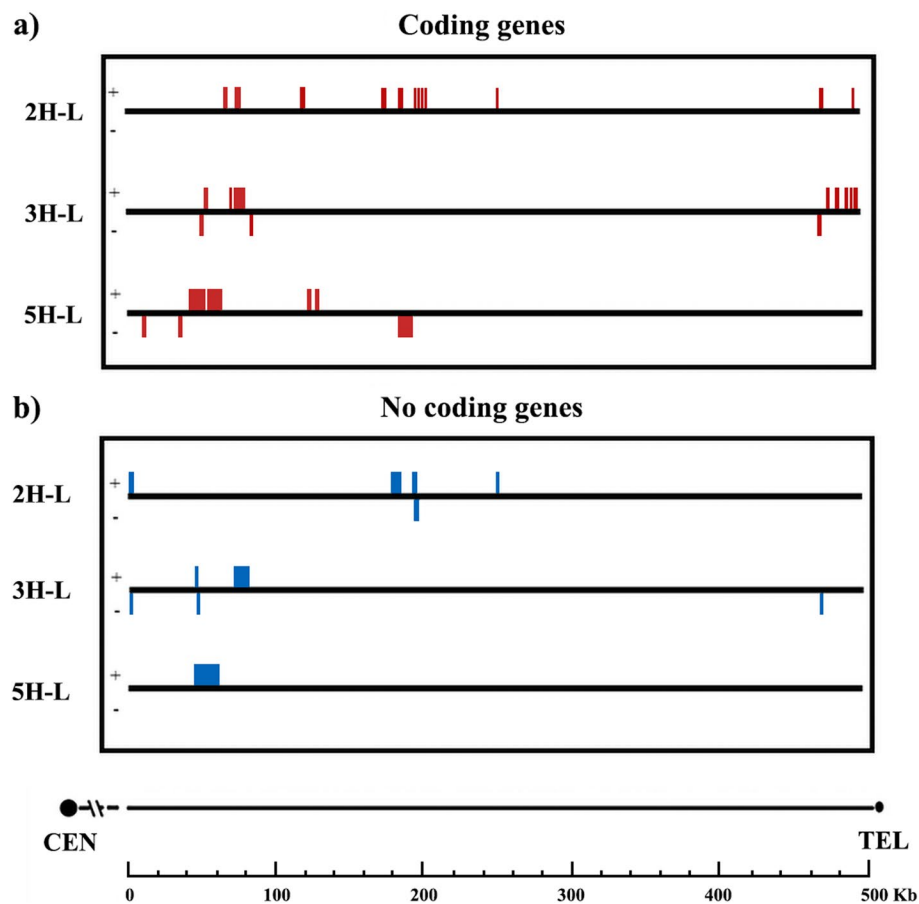 a) Coding genes
+
2H-L
-
+
3H-L
-
+
5H-L
-
b) No coding genes
+
2H-L
-
+
3H-L
-
+
5H-L
-
CEN TEL
0 100 200 300 400 500 Kb